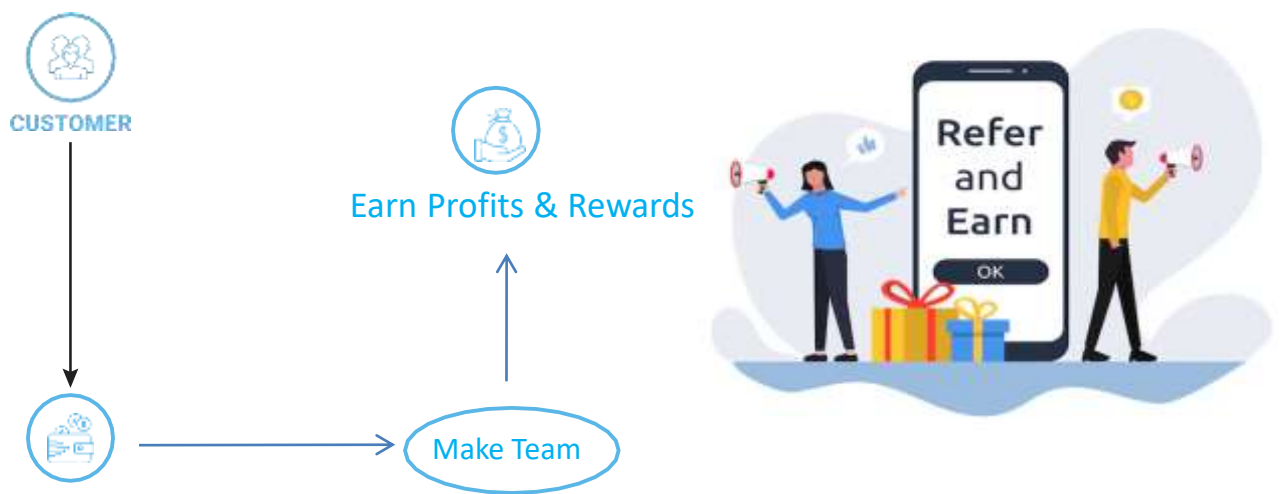 CUSTOMER
Earn Profits & Rewards
Make Team
Refer
and
Earn
OK